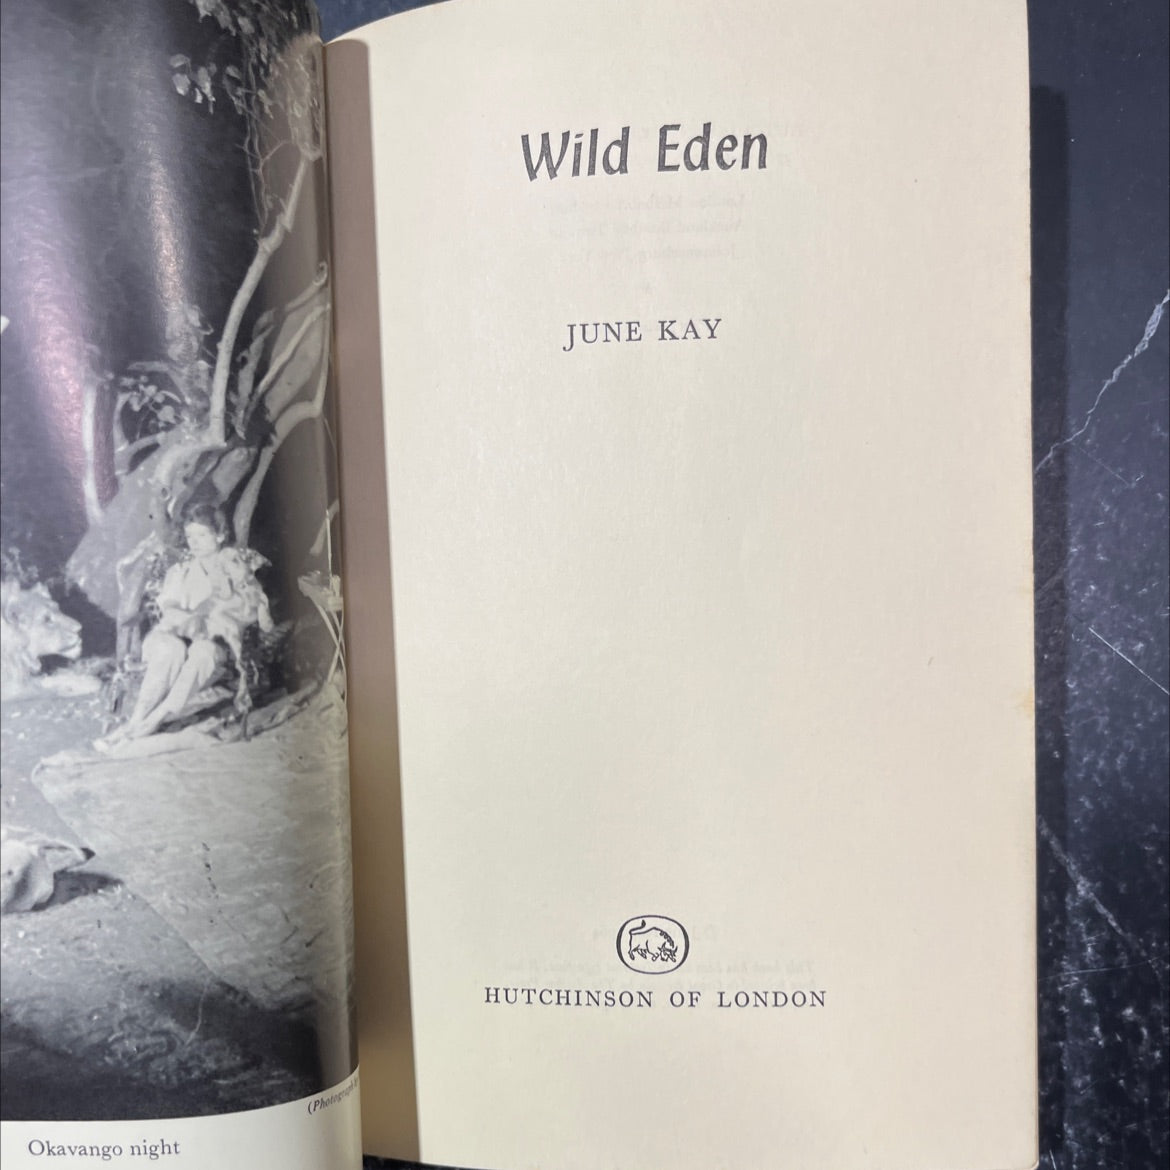 (Photograph
Okavango night
Wild Eden
JUNE KAY
HUTCHINSON OF LONDON